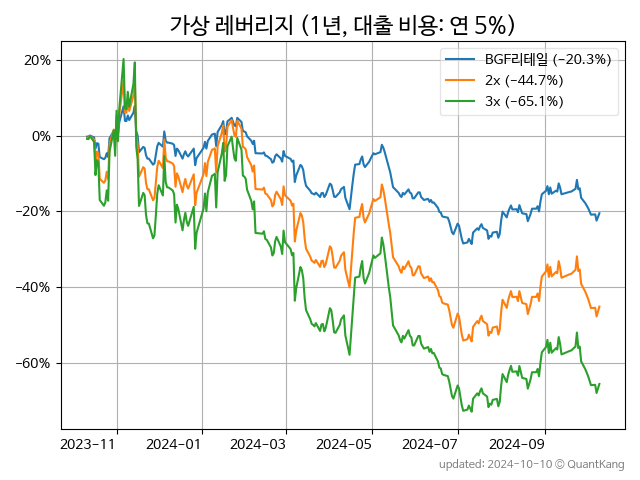 가상 레버리지 (1년, 대출 비용: 연 5%)
BGF리테일 (−20.3%)
2x (−44.7%)
3x (−65.1%)
20%
0%
−20%
−40%
−60%
2023−11 2024−01 2024−03 2024−05 2024−07 2024−09
updated: 2024-10-10 © QuantKang